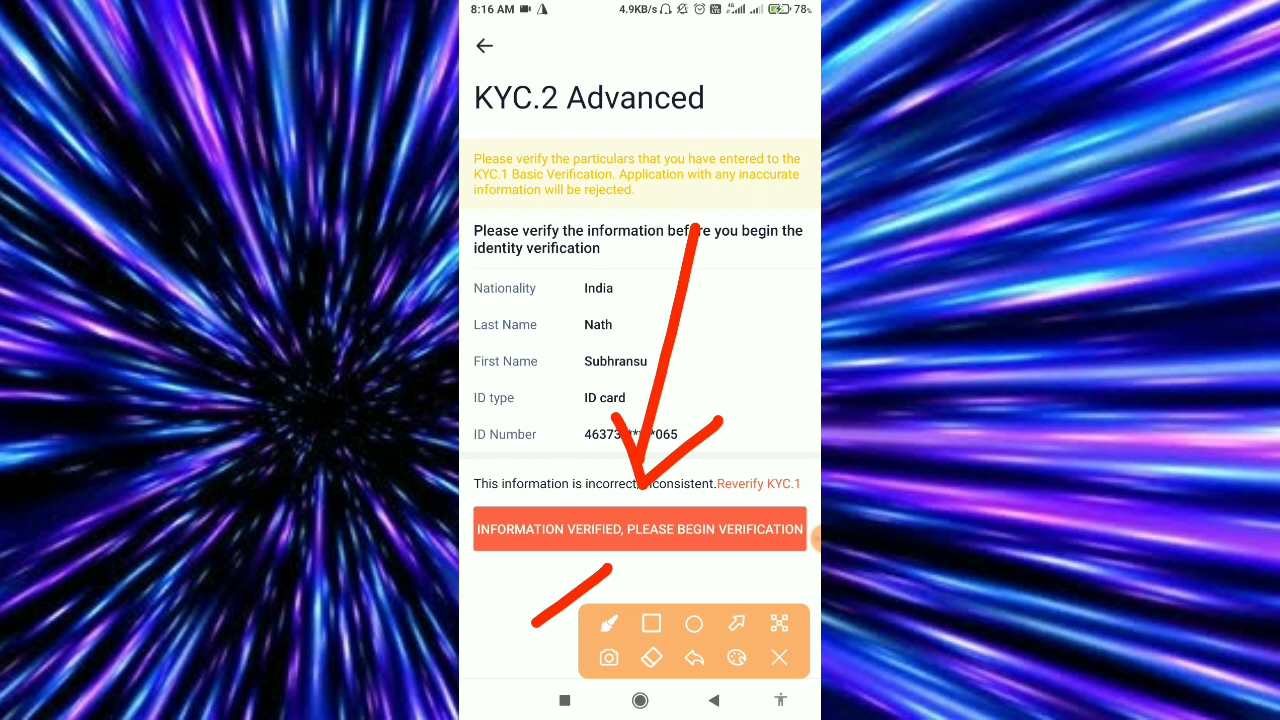 8:16 AM 4.9KB/s 4G 78%
KYC.2 Advanced
Please verify the particulars that you have entered to the
KYC.1 Basic Verification. Application with any inaccurate
information will be rejected.
Please verify the information before you begin the
identity verification
Nationality India
Last Name Nath
First Name Subhransu
ID type ID card
ID Number 46373*****065
This information is incorrect/inconsistent.Reverify KYC.1
INFORMATION VERIFIED, PLEASE BEGIN VERIFICATION